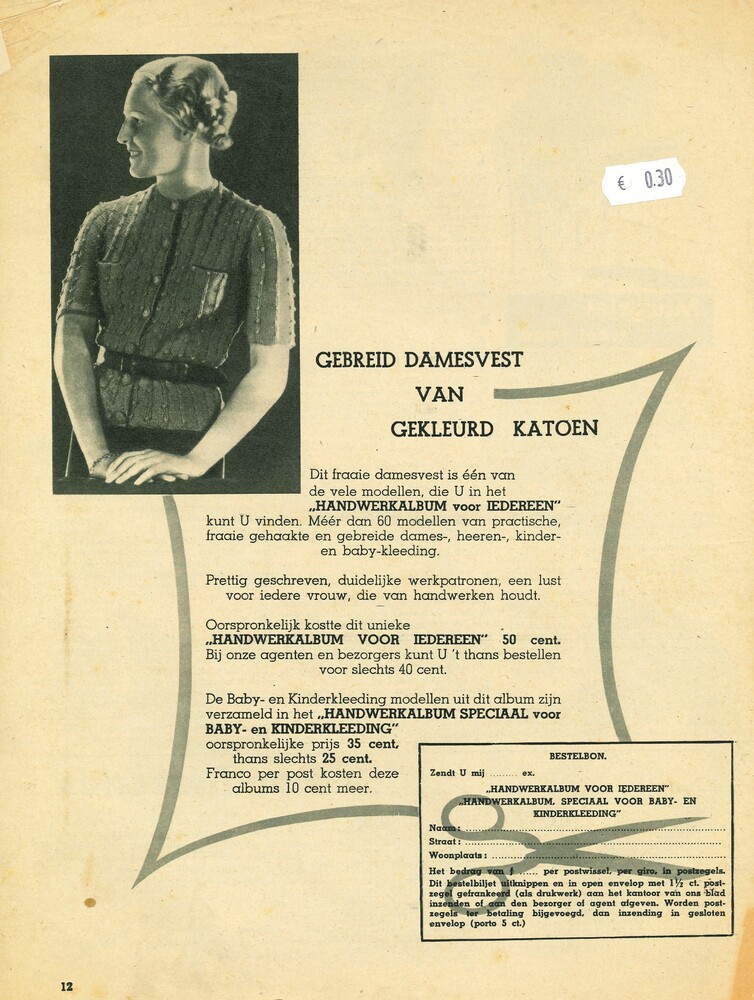 € 0.30
GEBREID DAMESVEST
VAN
GEKLEURD KATOEN
Dit fraaie damesvest is één van
de vele modellen, die U in het
„HANDWERKALBUM voor IEDEREEN”
kunt U vinden. Méér dan 60 modellen van practische,
fraaie gehaakte en gebreide dames-, heeren-, kinder-
en baby-kleeding.
Prettig geschreven, duidelijke werkpatronen, een lust
voor iedere vrouw, die van handwerken houdt.
Oorspronkelijk kostte dit unieke
„HANDWERKALBUM VOOR IEDEREEN” 50 cent.
Bij onze agenten en bezorgers kunt U 't thans bestellen
voor slechts 40 cent.
De Baby- en Kinderkleeding modellen uit dit album zijn
verzameld in het „HANDWERKALBUM SPECIAAL voor
BABY- en KINDERKLEEDING”
oorspronkelijke prijs 35 cent,
thans slechts 25 cent.
Franco per post kosten deze
albums 10 cent meer.
BESTELBON.
Zendt U mij ......... ex.
„HANDWERKALBUM VOOR IEDEREEN”
„HANDWERKALBUM, SPECIAAL VOOR BABY- EN
KINDERKLEEDING”
Naam: ..........
Straat: ..........
Woonplaats: ..........
Het bedrag van f ...... per postwissel, per giro, in postzegels.
Dit bestelbiljet uitknippen en in open envelop met 1½ ct. post-
zegel gefrankeerd (als drukwerk) aan het kantoor van ons blad
inzenden of aan den bezorger of agent afgeven. Worden post-
zegels ter betaling bijgevoegd, dan inzending in gesloten
envelop (porto 5 ct.)
12